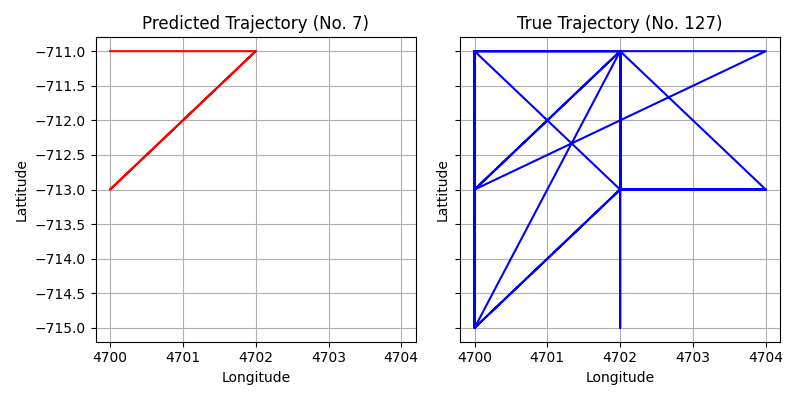 Predicted Trajectory (No. 7)
Lattitude
−711.0
−711.5
−712.0
−712.5
−713.0
−713.5
−714.0
−714.5
−715.0
4700 4701 4702 4703 4704
Longitude
True Trajectory (No. 127)
Lattitude
4700 4701 4702 4703 4704
Longitude